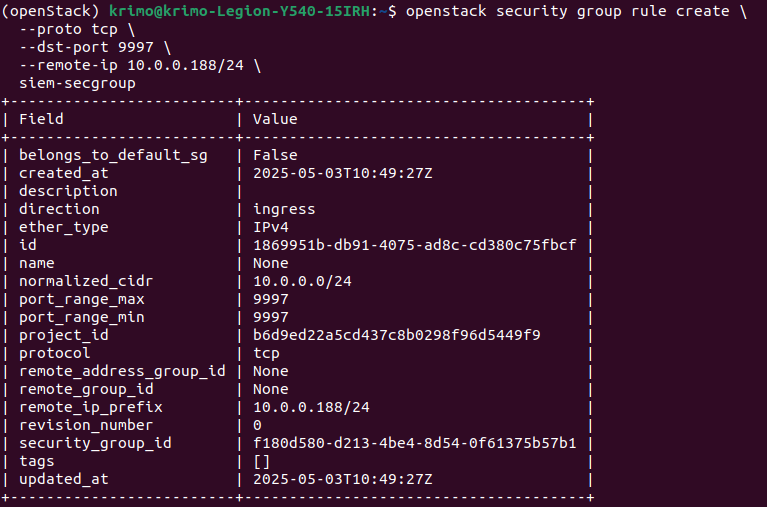 (openStack) krimo@krimo-Legion-Y540-15IRH:~$ openstack security group rule create \
  --proto tcp \
  --dst-port 9997 \
  --remote-ip 10.0.0.188/24 \
  siem-secgroup
+-------------------------+--------------------------------------+
| Field                   | Value                                |
+-------------------------+--------------------------------------+
| belongs_to_default_sg   | False                                |
| created_at              | 2025-05-03T10:49:27Z                 |
| description             |                                      |
| direction               | ingress                              |
| ether_type              | IPv4                                 |
| id                      | 1869951b-db91-4075-ad8c-cd380c75fbcf |
| name                    | None                                 |
| normalized_cidr         | 10.0.0.0/24                          |
| port_range_max          | 9997                                 |
| port_range_min          | 9997                                 |
| project_id              | b6d9ed22a5cd437c8b0298f96d5449f9     |
| protocol                | tcp                                  |
| remote_address_group_id | None                                 |
| remote_group_id         | None                                 |
| remote_ip_prefix        | 10.0.0.188/24                        |
| revision_number         | 0                                    |
| security_group_id       | f180d580-d213-4be4-8d54-0f61375b57b1 |
| tags                    | []                                   |
| updated_at              | 2025-05-03T10:49:27Z                 |
+-------------------------+--------------------------------------+